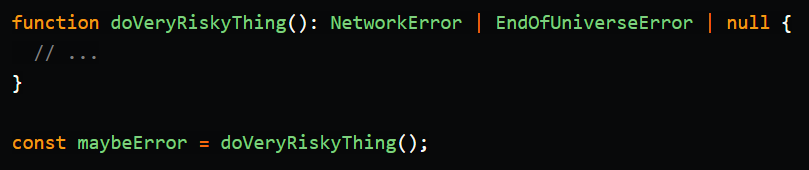 function doVeryRiskyThing(): NetworkError | EndOfUniverseError | null {
  // ...
}
const maybeError = doVeryRiskyThing();